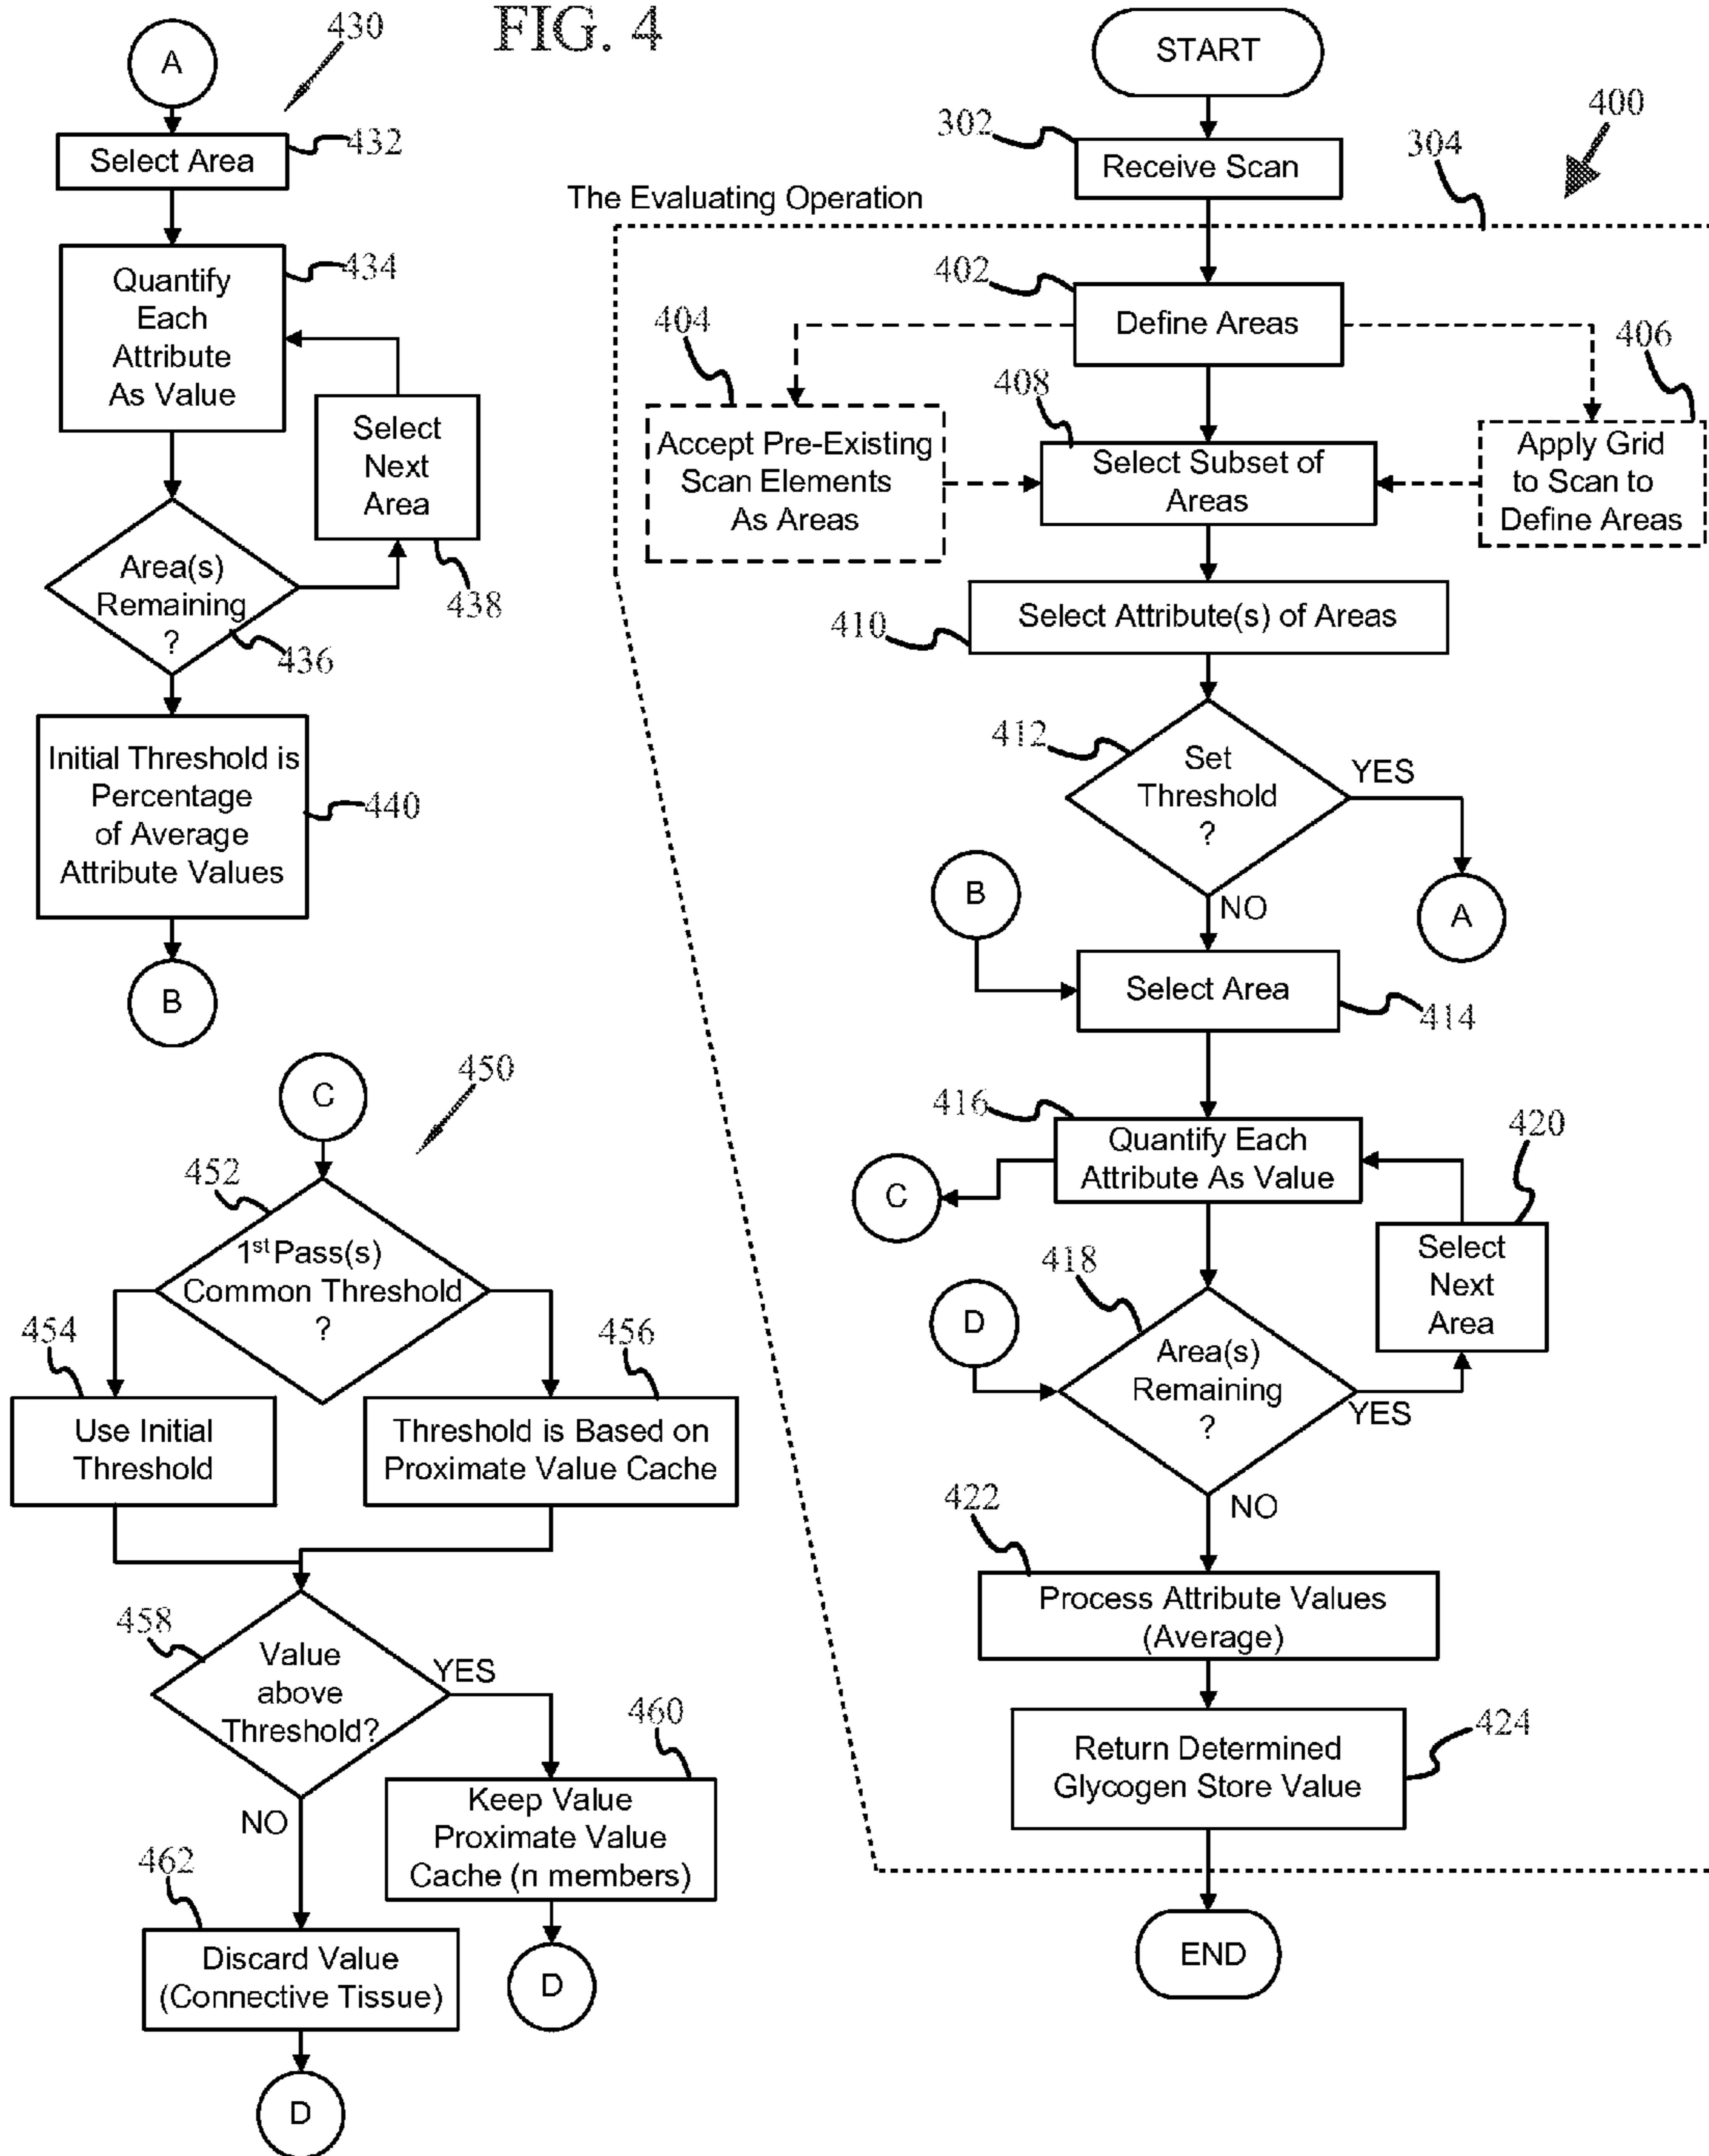 FIG. 4
A
430
Select Area
432
Quantify
Each
Attribute
As Value
434
Select
Next
Area
438
Area(s)
Remaining
?
436
Initial Threshold is
Percentage
of Average
Attribute Values
440
B
C
450
452
1st Pass(s)
Common Threshold
?
454
Use Initial
Threshold
456
Threshold is Based on
Proximate Value Cache
458
Value
above
Threshold?
YES
NO
460
Keep Value
Proximate Value
Cache (n members)
D
462
Discard Value
(Connective Tissue)
D
START
400
302
Receive Scan
304
The Evaluating Operation
402
Define Areas
404
Accept Pre-Existing
Scan Elements
As Areas
406
Apply Grid
to Scan to
Define Areas
408
Select Subset of
Areas
410
Select Attribute(s) of Areas
412
Set
Threshold
?
YES
A
NO
B
Select Area
414
416
Quantify Each
Attribute As Value
C
420
Select
Next
Area
418
D
Area(s)
Remaining
?
YES
NO
422
Process Attribute Values
(Average)
Return Determined
Glycogen Store Value
424
END